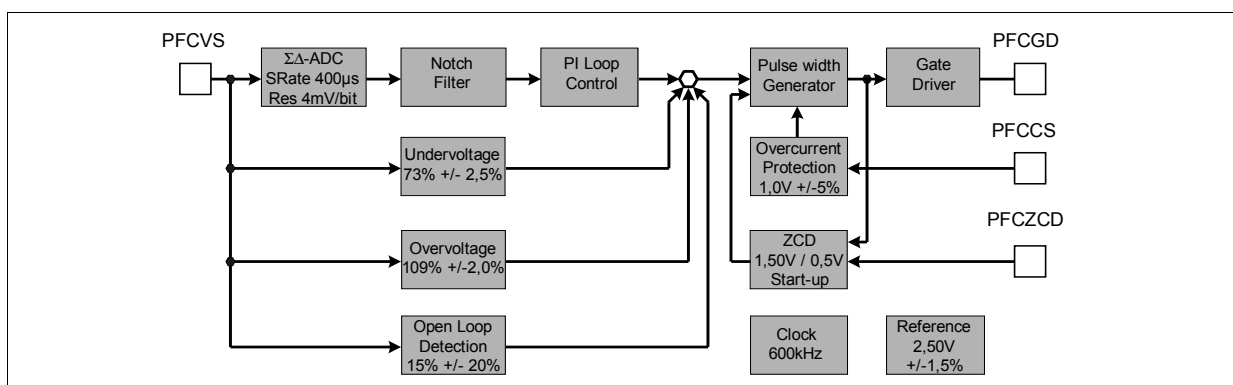 PFCVS
ΣΔ-ADC
SRate 400µs
Res 4mV/bit
Notch
Filter
PI Loop
Control
Pulse width
Generator
Gate
Driver
PFCGD
Undervoltage
73% +/- 2,5%
Overcurrent
Protection
1,0V +/-5%
PFCCS
Overvoltage
109% +/-2,0%
ZCD
1,50V / 0,5V
Start-up
PFCZCD
Open Loop
Detection
15% +/- 20%
Clock
600kHz
Reference
2,50V
+/-1,5%